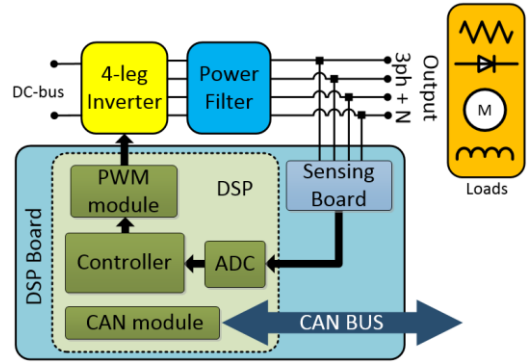 DC-bus
4-leg
Inverter
Power
Filter
3ph + N
Output
M
Loads
DSP Board
DSP
PWM
module
Sensing
Board
Controller
ADC
CAN module
CAN BUS